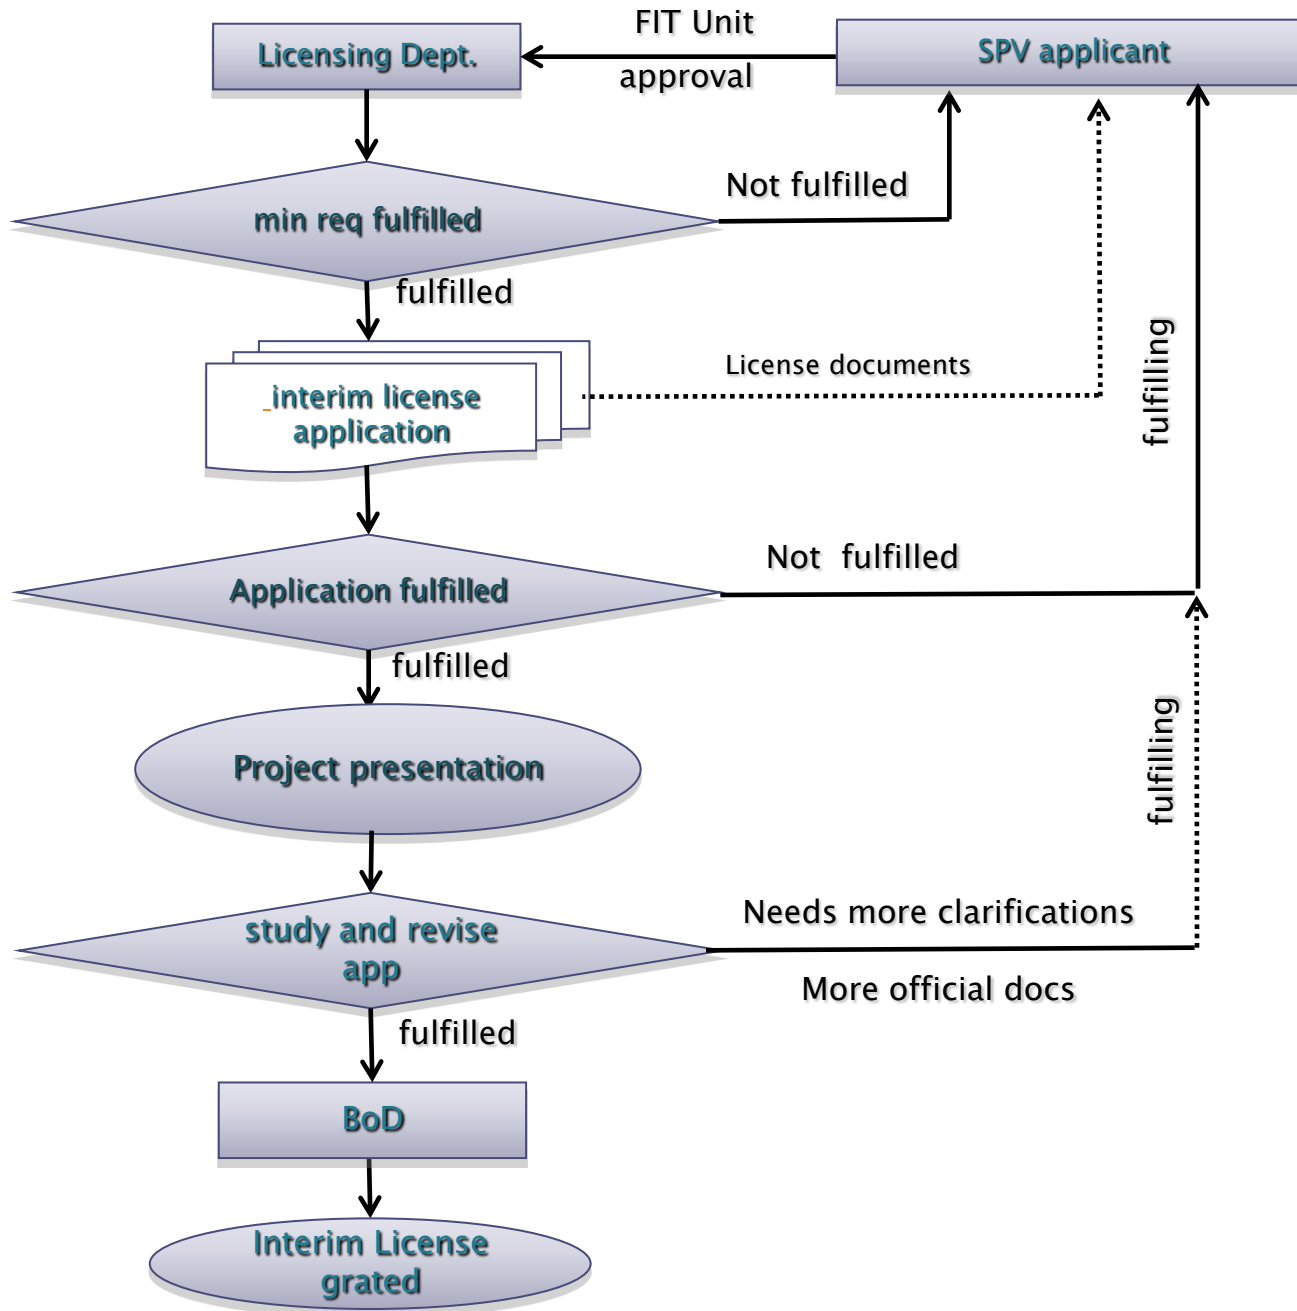 FIT Unit
approval
Licensing Dept.
SPV applicant
min req fulfilled
Not fulfilled
fulfilled
interim license
application
License documents
fulfilling
Application fulfilled
Not fulfilled
fulfilled
Project presentation
fulfilling
study and revise
app
Needs more clarifications
More official docs
fulfilled
BoD
Interim License
grated